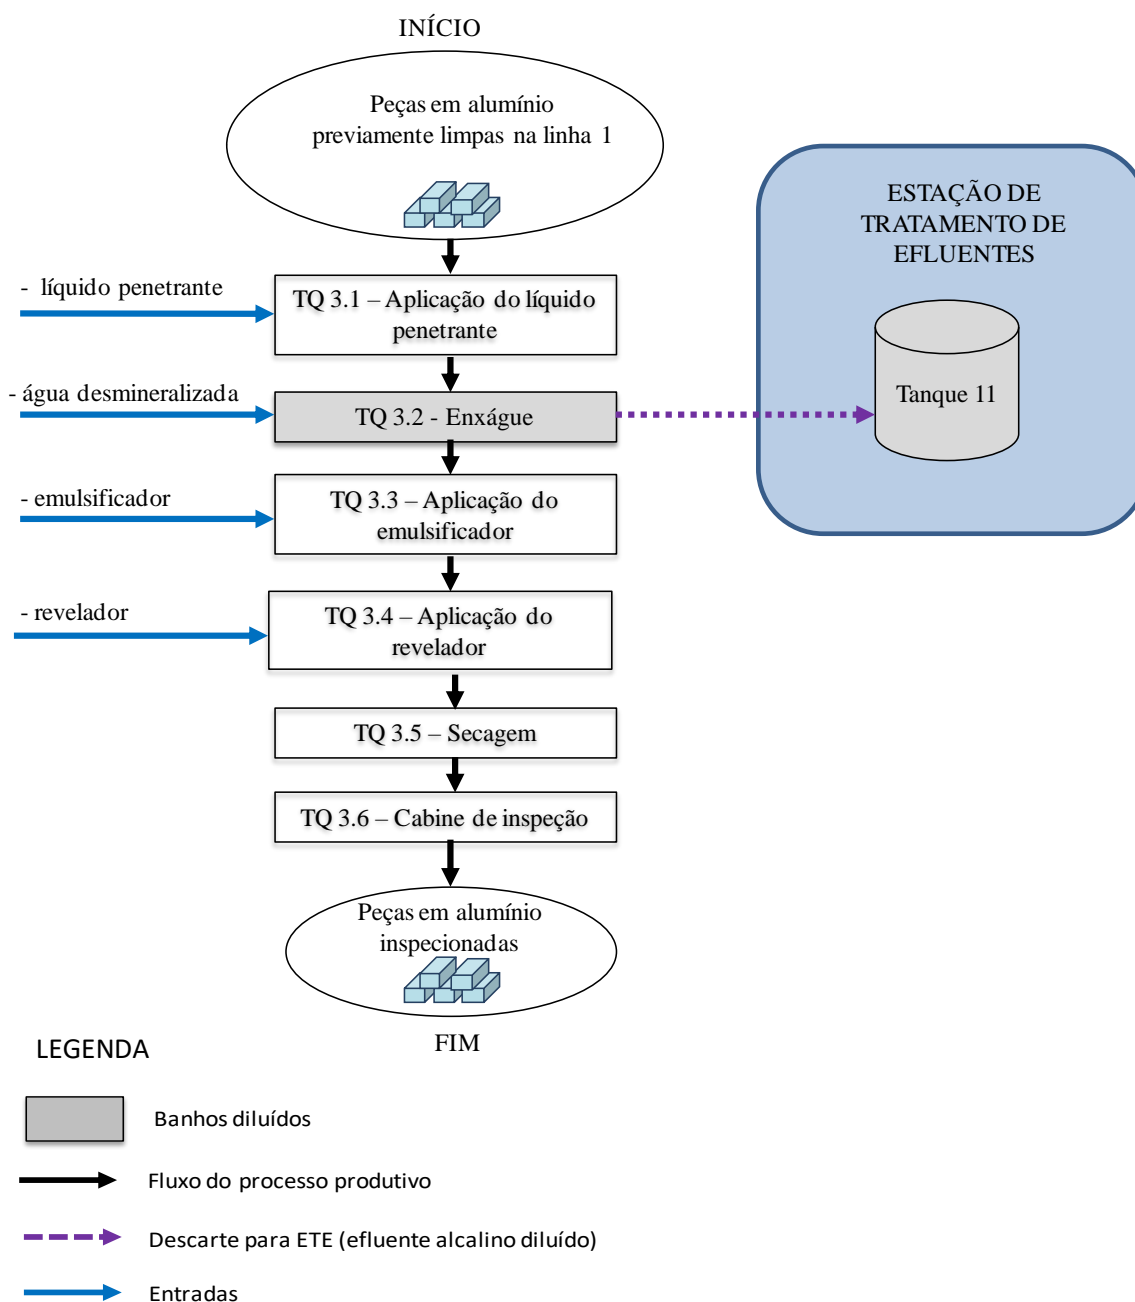 INÍCIO
Peças em alumínio
previamente limpas na linha 1
ESTAÇÃO DE
TRATAMENTO DE
EFLUENTES
Tanque 11
- líquido penetrante
TQ 3.1 – Aplicação do líquido
penetrante
- água desmineralizada
TQ 3.2 - Enxágue
- emulsificador
TQ 3.3 – Aplicação do
emulsificador
- revelador
TQ 3.4 – Aplicação do
revelador
TQ 3.5 – Secagem
TQ 3.6 – Cabine de inspeção
Peças em alumínio
inspecionadas
FIM
LEGENDA
Banhos diluídos
Fluxo do processo produtivo
Descarte para ETE (efluente alcalino diluído)
Entradas